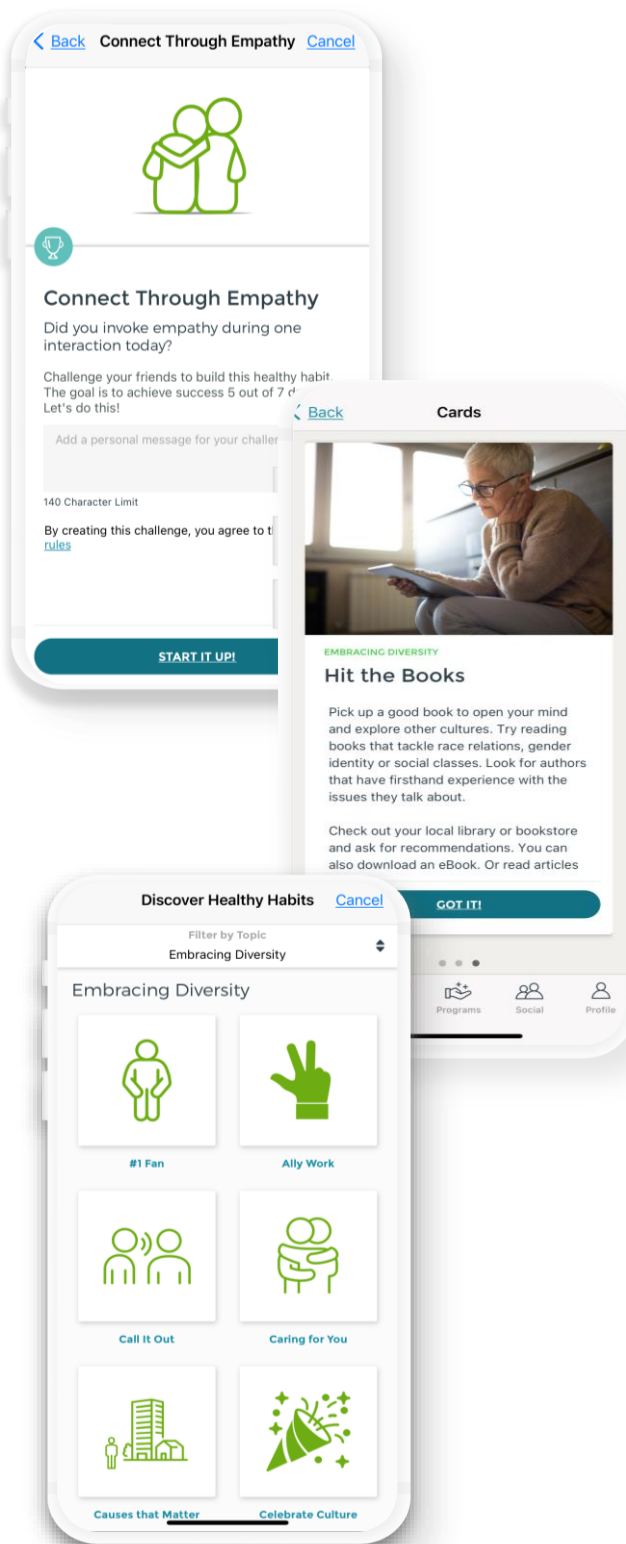 Back Connect Through Empathy Cancel
Connect Through Empathy
Did you invoke empathy during one
interaction today?
Challenge your friends to build this healthy habit.
The goal is to achieve success 5 out of 7
Let's do this!
Add a personal message for your
140 Character Limit
By creating this challenge, you agree to
rules
START IT UP!
Back Cards
EMBRACING DIVERSITY
Hit the Books
Pick up a good book to open your mind
and explore other cultures. Try reading
books that tackle race relations, gender
identity or social classes. Look for authors
that have firsthand experience with the
issues they talk about.
Check out your local library or bookstore
and ask for recommendations. You can
also download an eBook. Or read articles
GOT IT!
Programs Social Profile
Discover Healthy Habits Cancel
Filter by Topic
Embracing Diversity
Embracing Diversity
#1 Fan Ally Work
Call It Out Caring for You
Causes that Matter Celebrate Culture